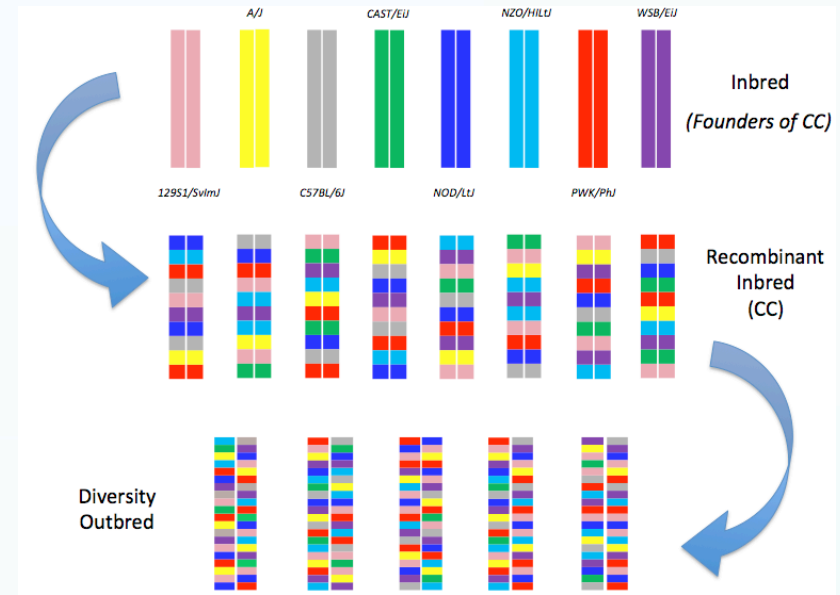 A/J
CAST/EiJ
NZO/HILtJ
WSB/EiJ
Inbred
(Founders of CC)
129S1/SvImJ
C57BL/6J
NOD/LtJ
PWK/PhJ
Recombinant
Inbred
(CC)
Diversity
Outbred